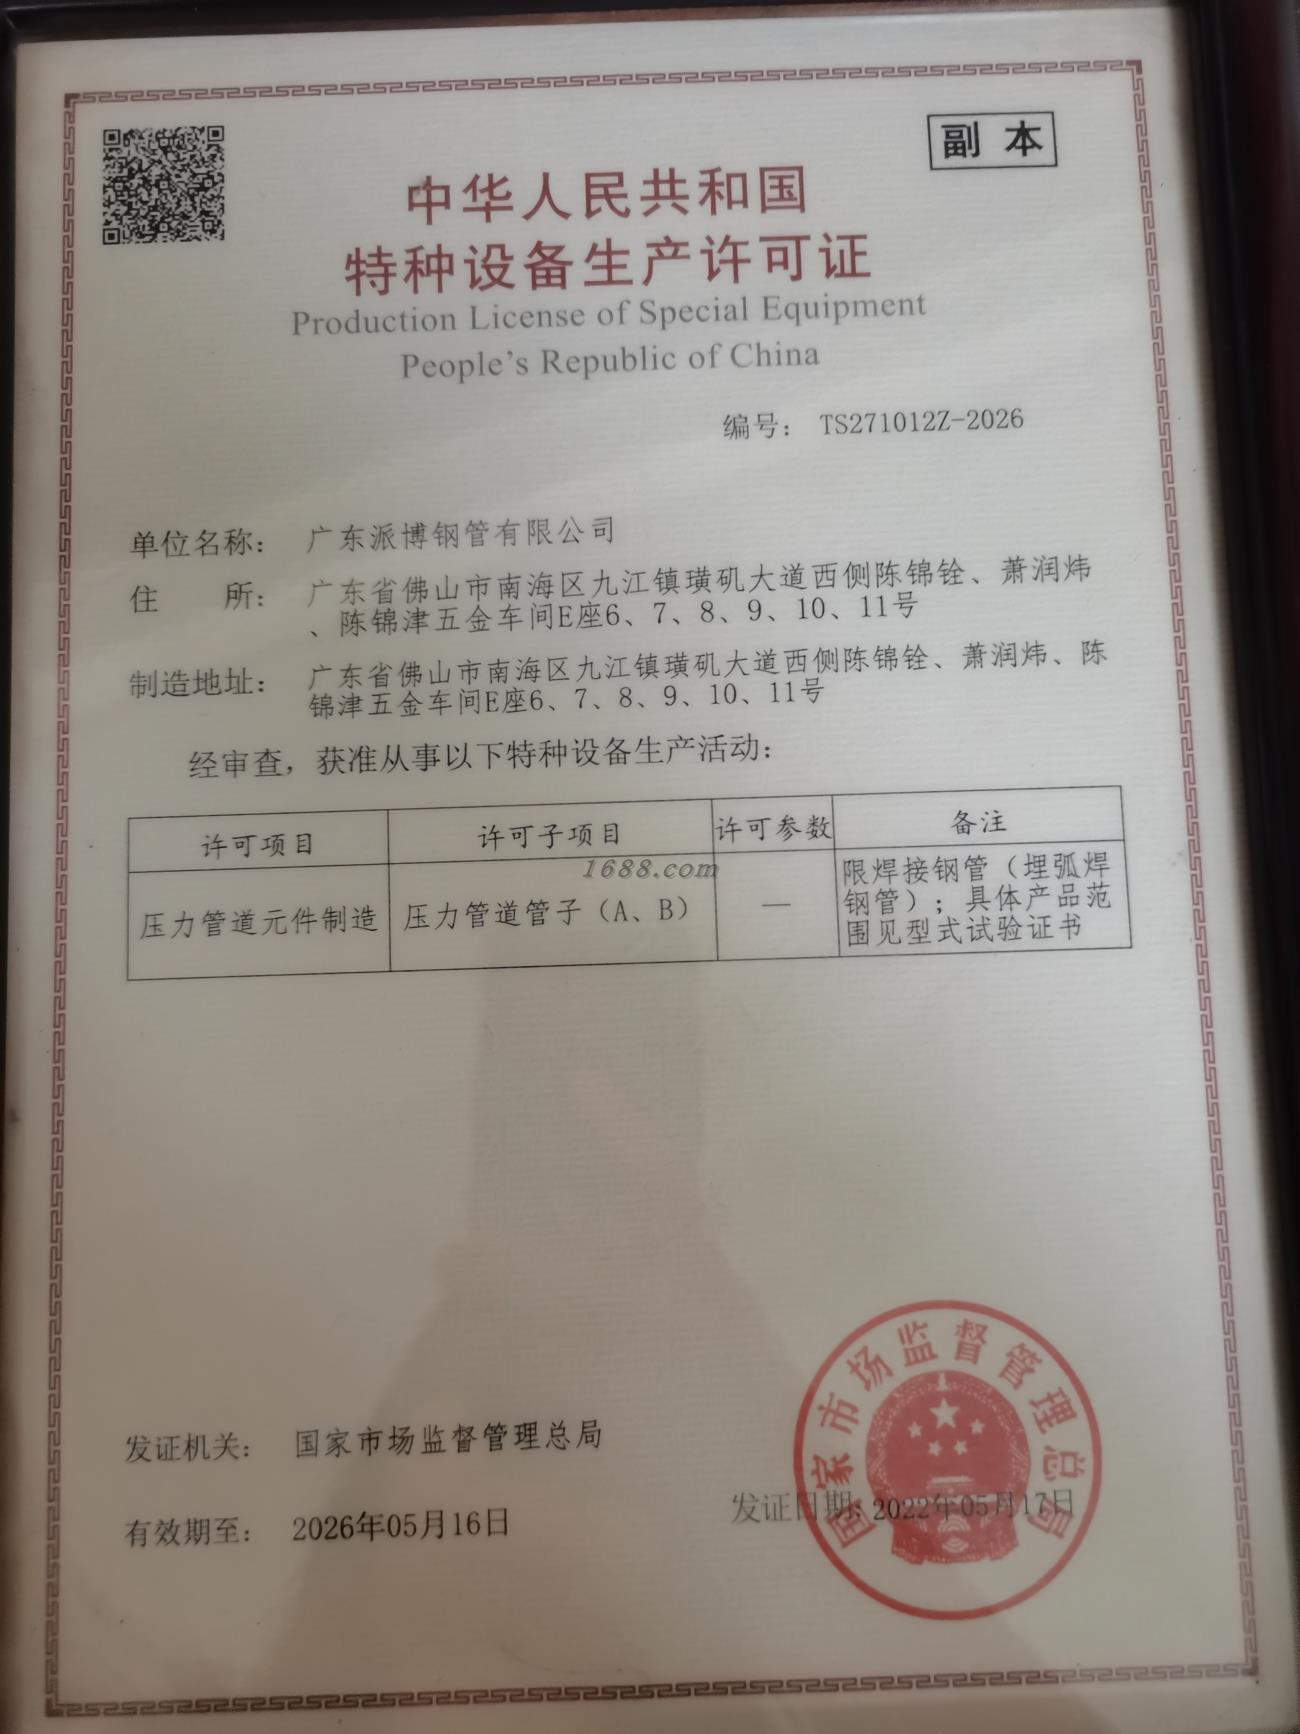 副 本
中华人民共和国
特种设备生产许可证
Production License of Special Equipment
People's Republic of China
编号： TS271012Z-2026
单位名称： 广东派博钢管有限公司
住 所： 广东省佛山市南海区九江镇璜矶大道西侧陈锦铨、萧润炜
、陈锦津五金车间E座6、7、8、9、10、11号
制造地址： 广东省佛山市南海区九江镇璜矶大道西侧陈锦铨、萧润炜、陈
锦津五金车间E座6、7、8、9、10、11号
经审查，获准从事以下特种设备生产活动：
许可项目 许可子项目 许可参数 备注
压力管道元件制造 压力管道管子（A、B） — 限焊接钢管（埋弧焊
钢管）；具体产品范
围见型式试验证书
1688.com
发证机关： 国家市场监督管理总局
有效期至： 2026年05月16日
发证日期：2022年05月17日
国家市场监督管理总局